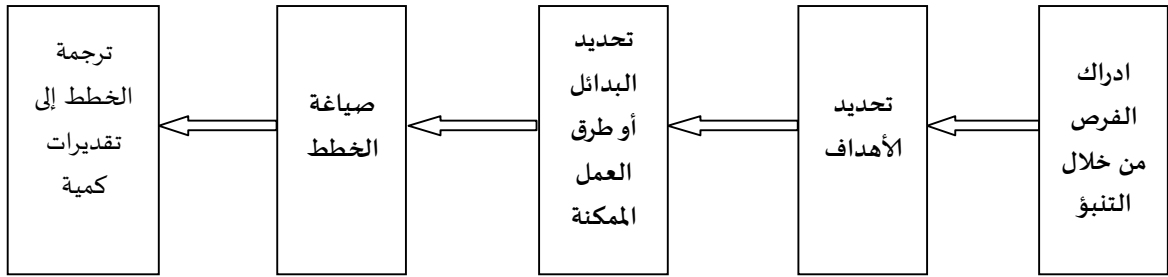 ادراك
الفرص
من خلال
التنبؤ
تحديد
الأهداف
تحديد
البدائل
أو طرق
العمل
الممكنة
صياغة
الخطط
ترجمة
الخطط إلى
تقديرات
كمية